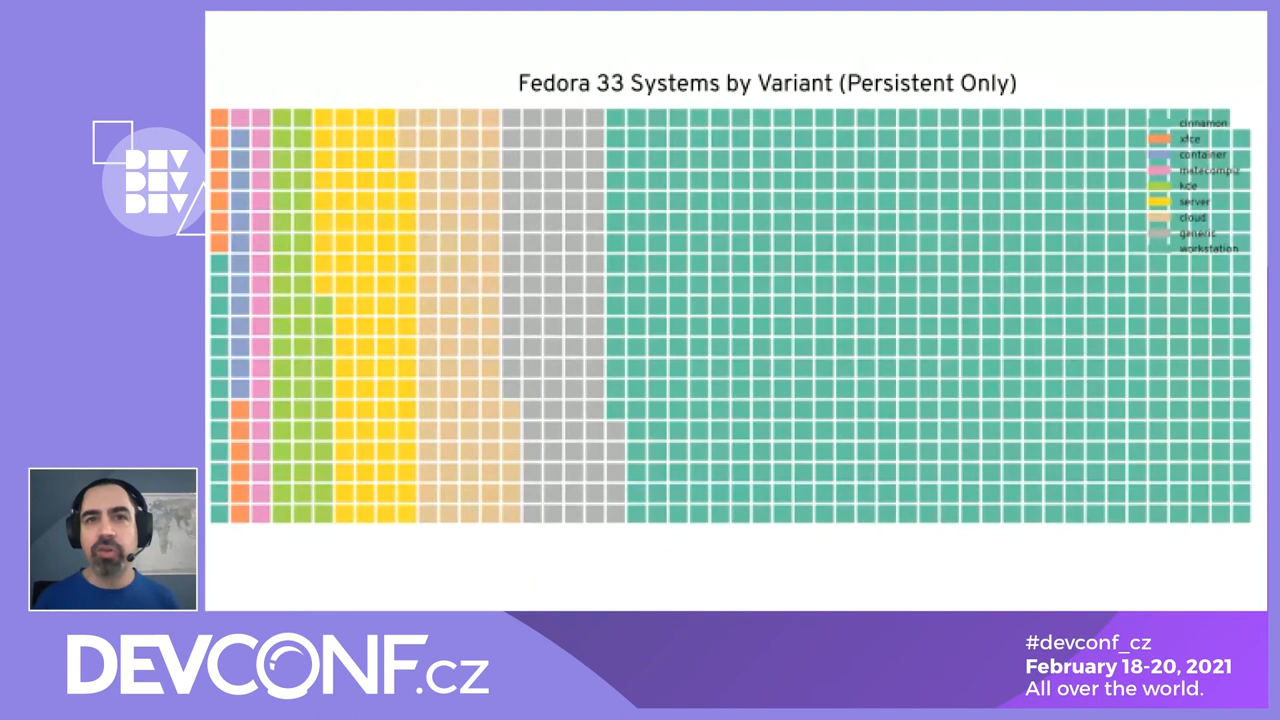 Fedora 33 Systems by Variant (Persistent Only)
cinnamon
xfce
container
matecompiz
kde
server
cloud
generic
workstation
DEV
DEV
DEV
DEVCONF.cz
#devconf_cz
February 18-20, 2021
All over the world.